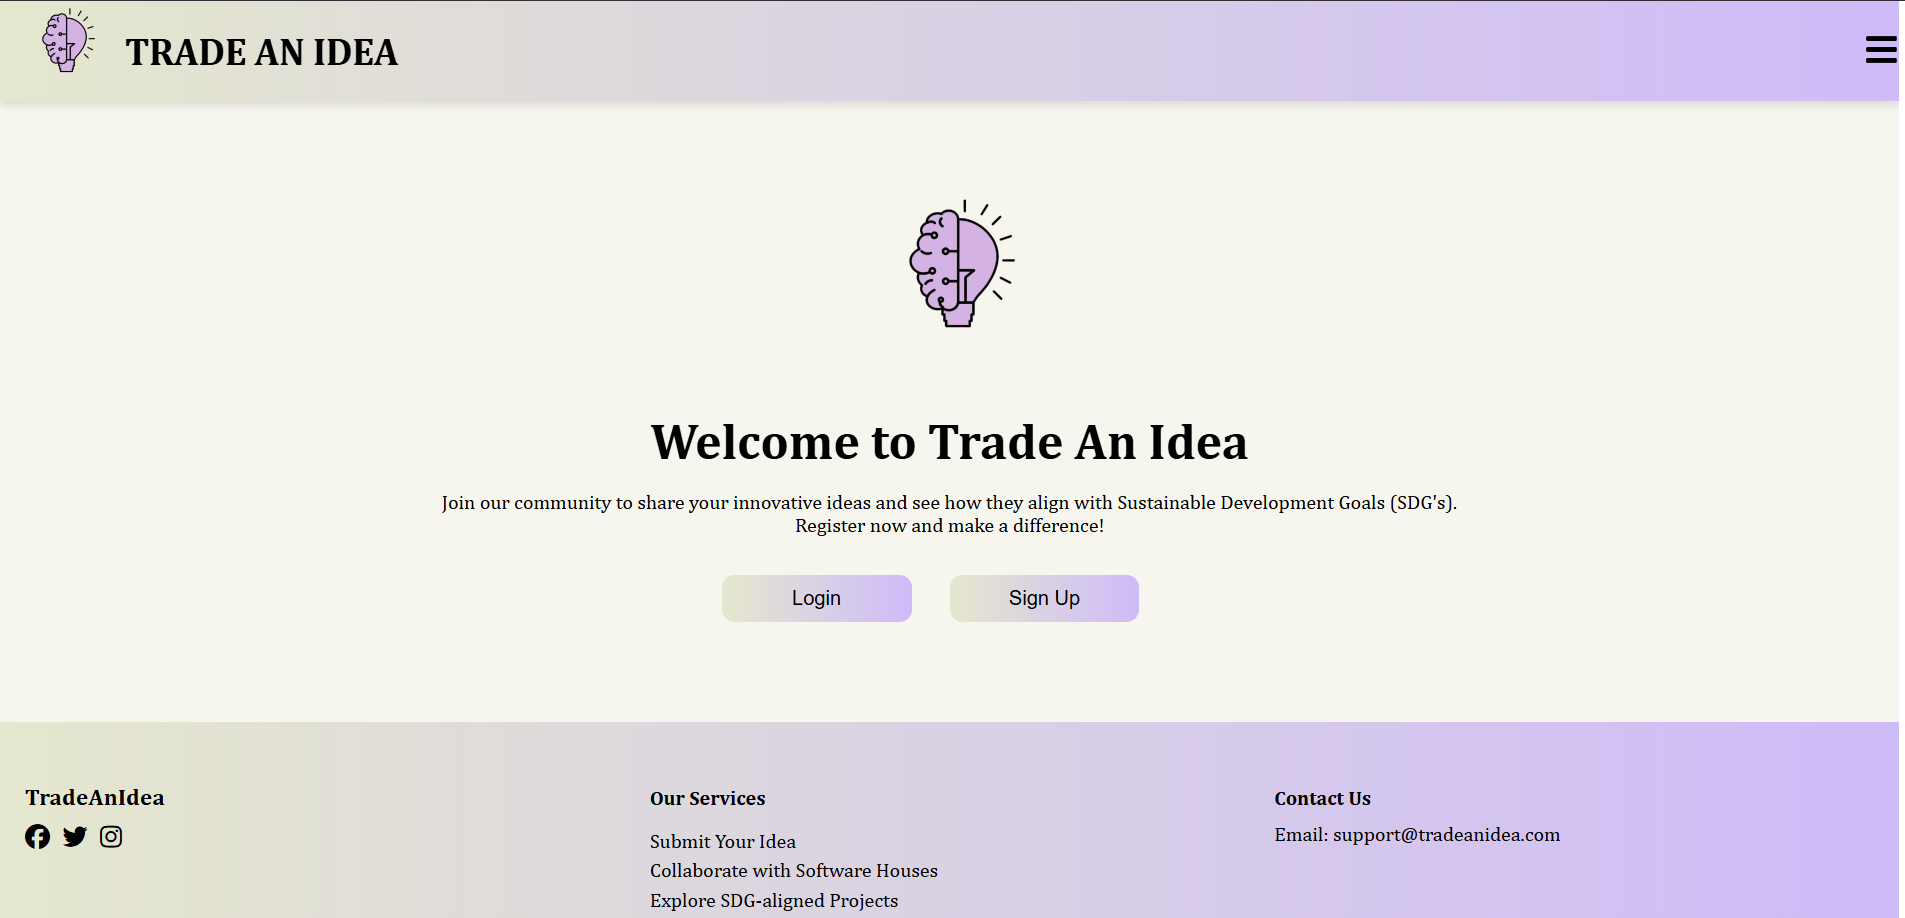 TRADE AN IDEA
Welcome to Trade An Idea
Join our community to share your innovative ideas and see how they align with Sustainable Development Goals (SDG's).
Register now and make a difference!
Login
Sign Up
TradeAnIdea
Our Services
Submit Your Idea
Collaborate with Software Houses
Explore SDG-aligned Projects
Contact Us
Email: support@tradeanidea.com